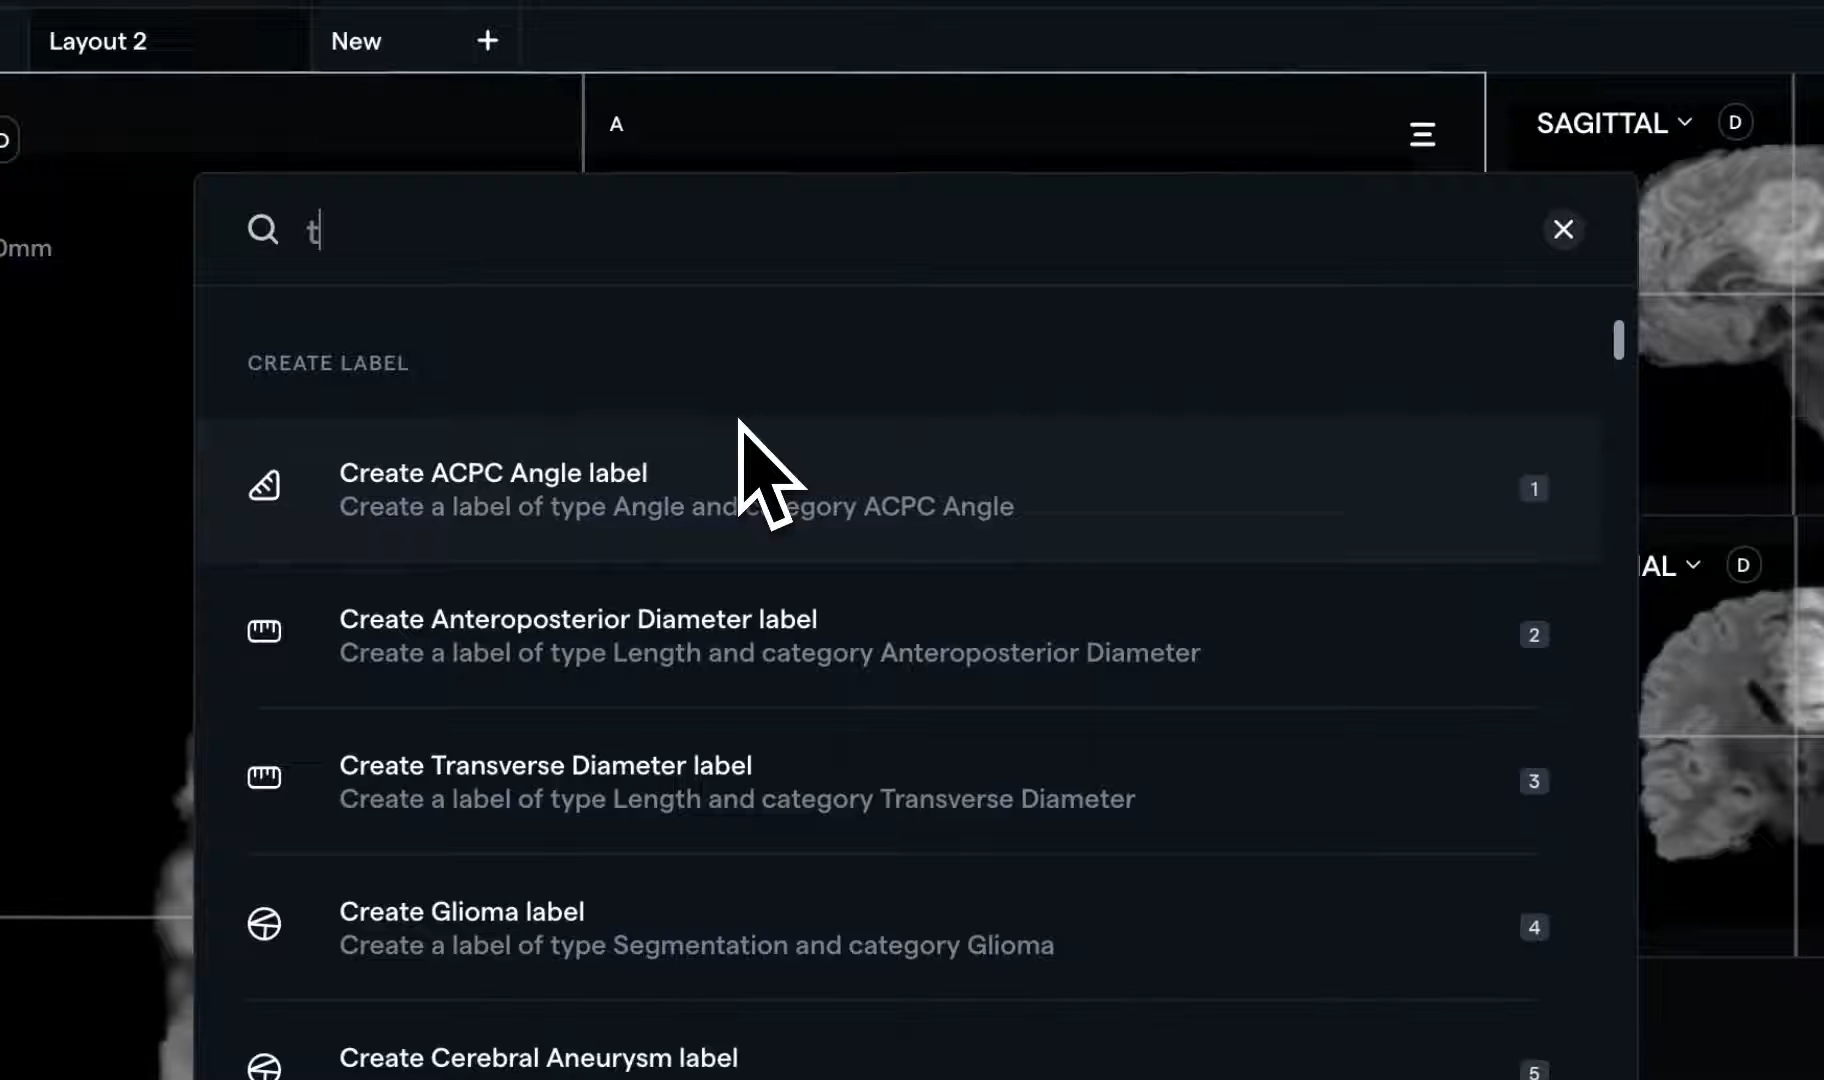 Layout 2
New
+
A
SAGITTAL
D
D
0mm
t
CREATE LABEL
Create ACPC Angle label
Create a label of type Angle and category ACPC Angle
1
IAL
D
Create Anteroposterior Diameter label
Create a label of type Length and category Anteroposterior Diameter
2
Create Transverse Diameter label
Create a label of type Length and category Transverse Diameter
3
Create Glioma label
Create a label of type Segmentation and category Glioma
4
Create Cerebral Aneurysm label
5